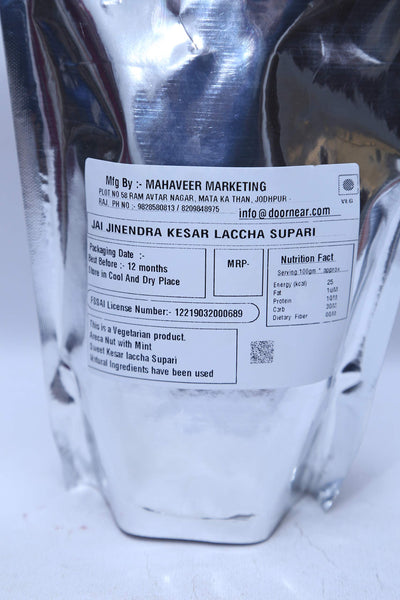 Mfg By :- MAHAVEER MARKETING
PLOT NO 58 RAM AVTAR NAGAR, MATA KA THAN, JODHPUR -
RAJ. PH NO :- 9828580813 / 8209848975
info@doornear.com
VEG
JAI JINENDRA KESAR LACCHA SUPARI
Packaging Date :-
Best Before :- 12 months
Store in Cool And Dry Place
MRP-
Nutrition Fact
Serving 100gm * approx
Energy (kcal) 25
Fat
Protein
Carb
Dietary Fiber
FSSAI License Number:- 12219032000689
This is a Vegetarian product.
Areca Nut with Mint
Sweet Kesar laccha Supari
Natural Ingredients have been used